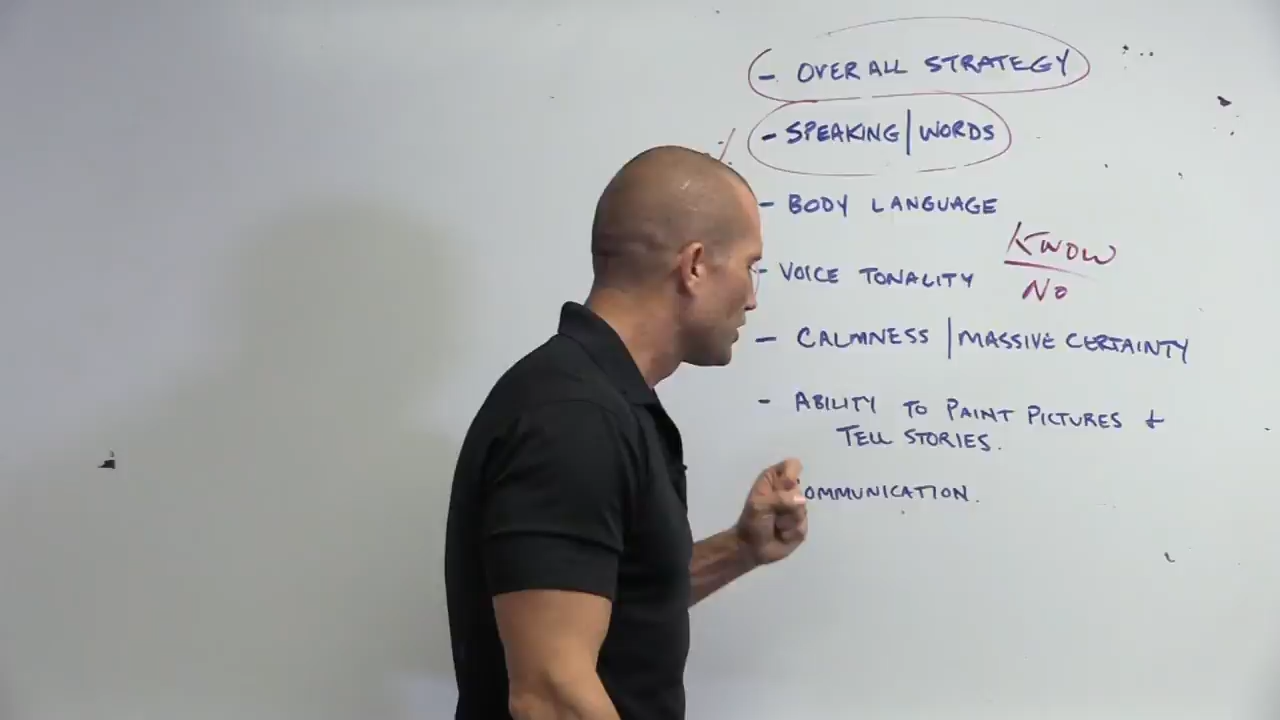 - OVERALL STRATEGY
- SPEAKING | WORDS
- BODY LANGUAGE
- VOICE TONALITY
KNOW
NO
- CALMNESS | MASSIVE CERTAINTY
- ABILITY TO PAINT PICTURES +
TELL STORIES.
OMMUNICATION.